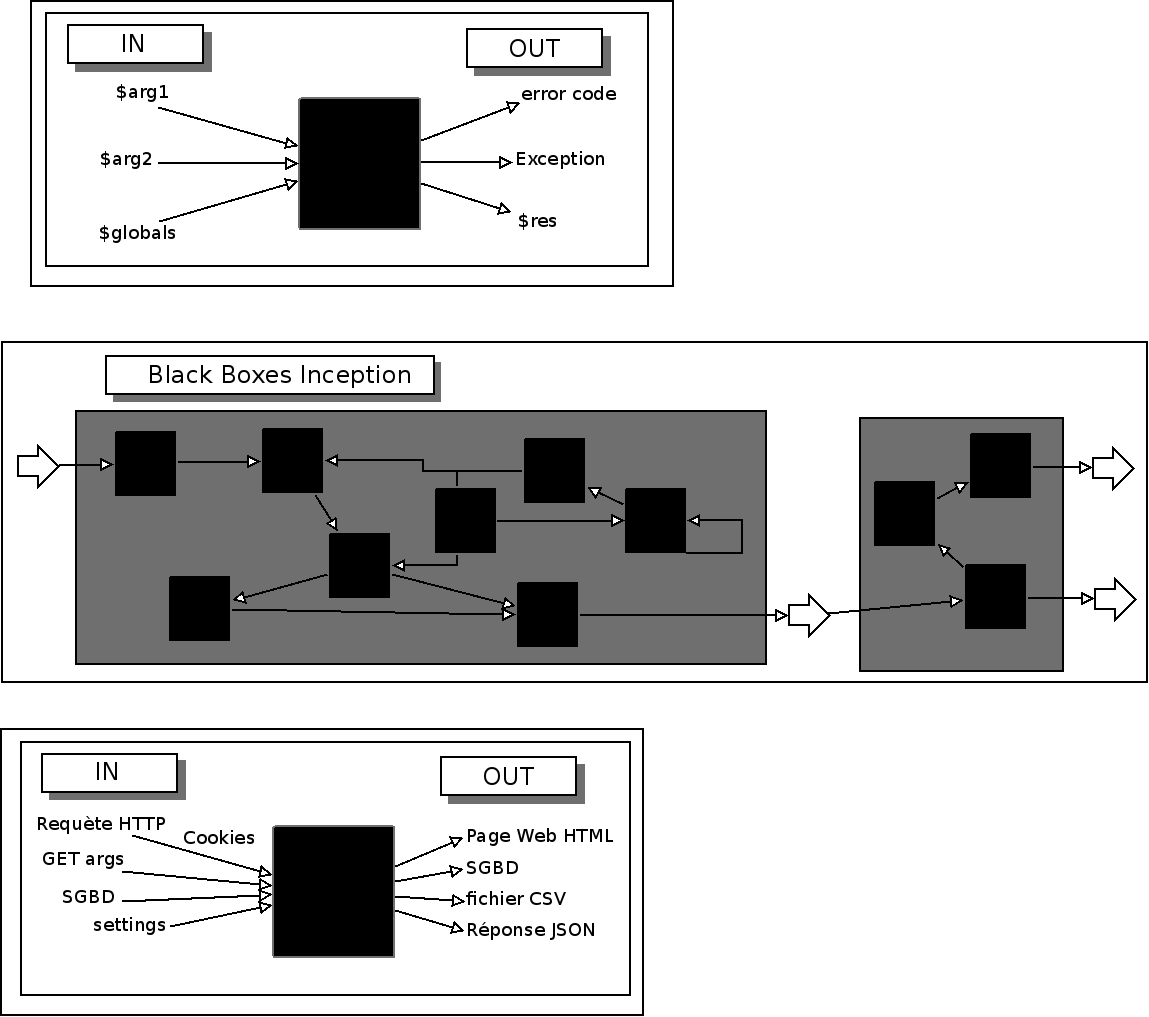 IN
OUT
$arg1
error code
$arg2
Exception
$globals
$res
Black Boxes Inception
IN
OUT
Requète HTTP
Cookies
Page Web HTML
GET args
SGBD
SGBD
fichier CSV
settings
Réponse JSON